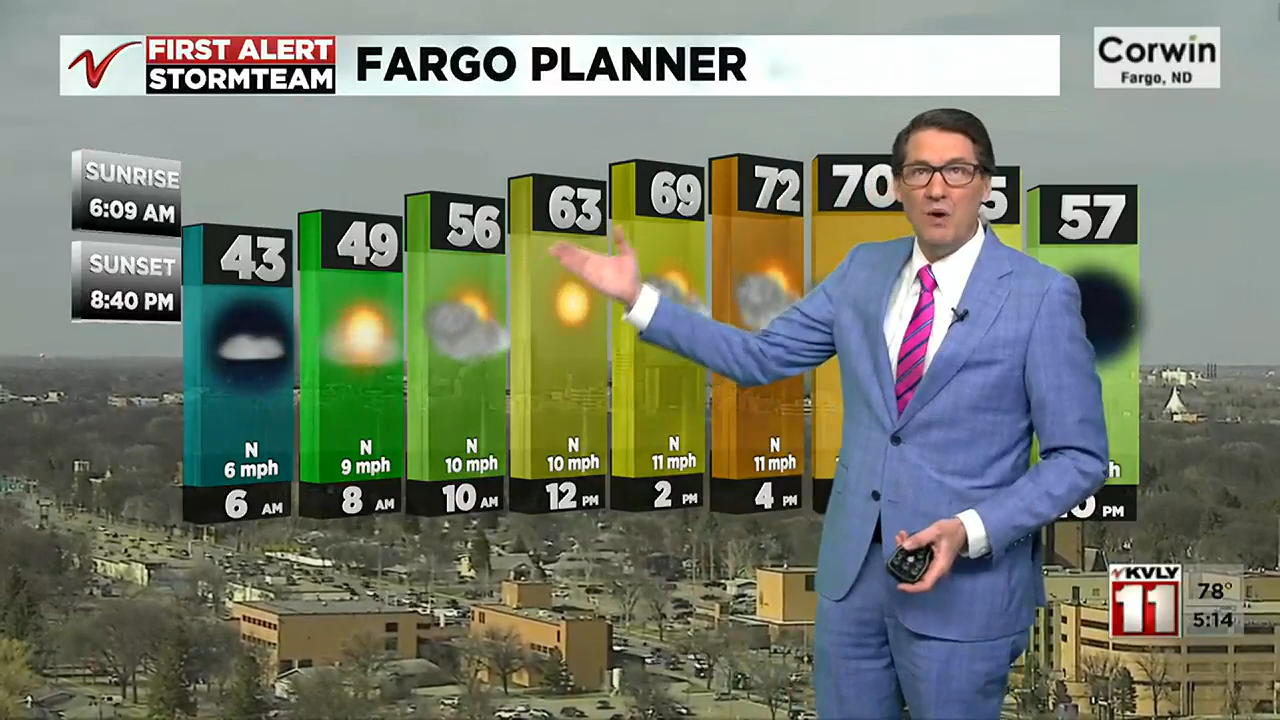 FIRST ALERT
STORMTEAM
FARGO PLANNER
Corwin
Fargo, ND
SUNRISE
6:09 AM
SUNSET
8:40 PM
43
49
56
63
69
72
70
57
N
6 mph
N
9 mph
N
10 mph
N
10 mph
N
11 mph
N
11 mph
6 AM
8 AM
10 AM
12 PM
2 PM
4 PM
PM
KVLY
11
78°
5:14